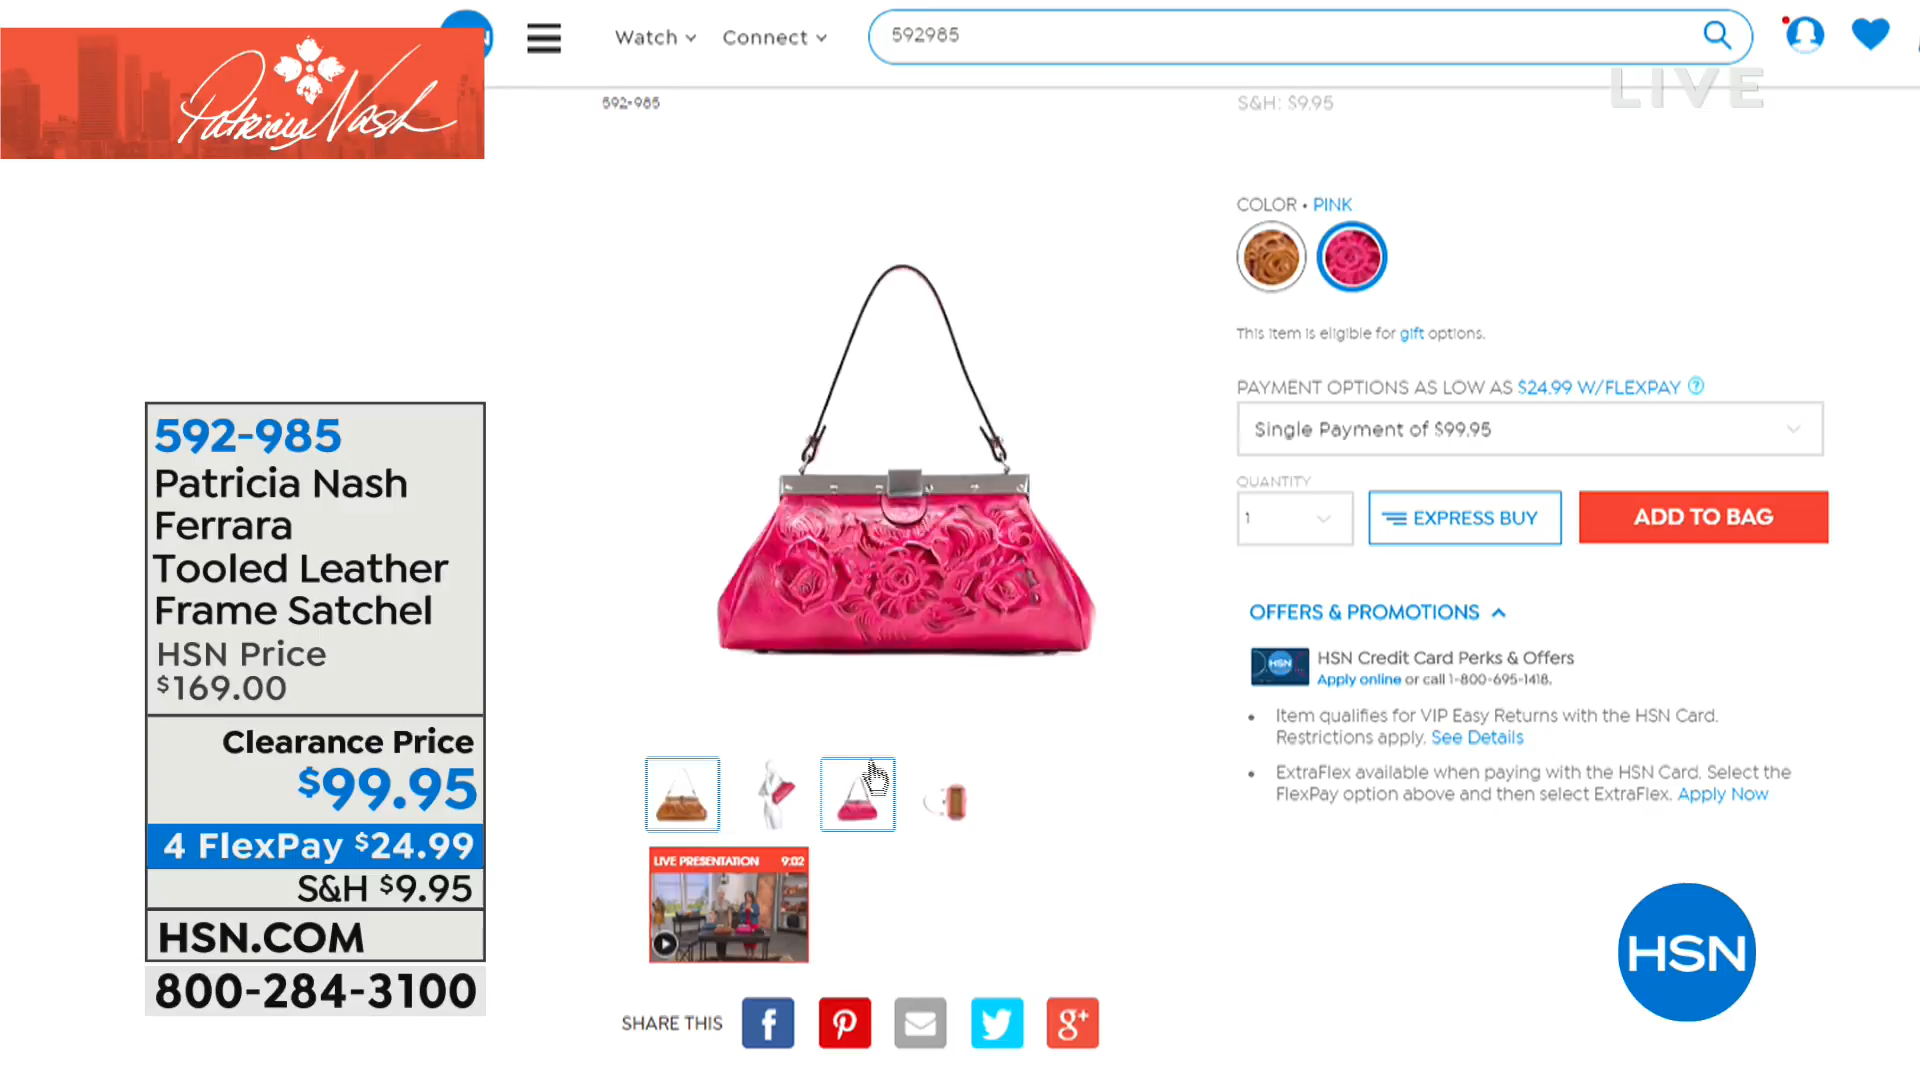 Patricia Nash
Watch
Connect
592985
LIVE
592-985
S&H: $9.95
COLOR • PINK
This item is eligible for gift options.
PAYMENT OPTIONS AS LOW AS $24.99 W/FLEXPAY ?
Single Payment of $99.95
QUANTITY
1
EXPRESS BUY
ADD TO BAG
OFFERS & PROMOTIONS
HSN
HSN Credit Card Perks & Offers
Apply online or call 1-800-695-1418.
• Item qualifies for VIP Easy Returns with the HSN Card.
Restrictions apply. See Details
• ExtraFlex available when paying with the HSN Card. Select the
FlexPay option above and then select ExtraFlex. Apply Now
592-985
Patricia Nash
Ferrara
Tooled Leather
Frame Satchel
HSN Price
$169.00
Clearance Price
$99.95
4 FlexPay $24.99
S&H $9.95
HSN.COM
800-284-3100
LIVE PRESENTATION 9:02
SHARE THIS
HSN